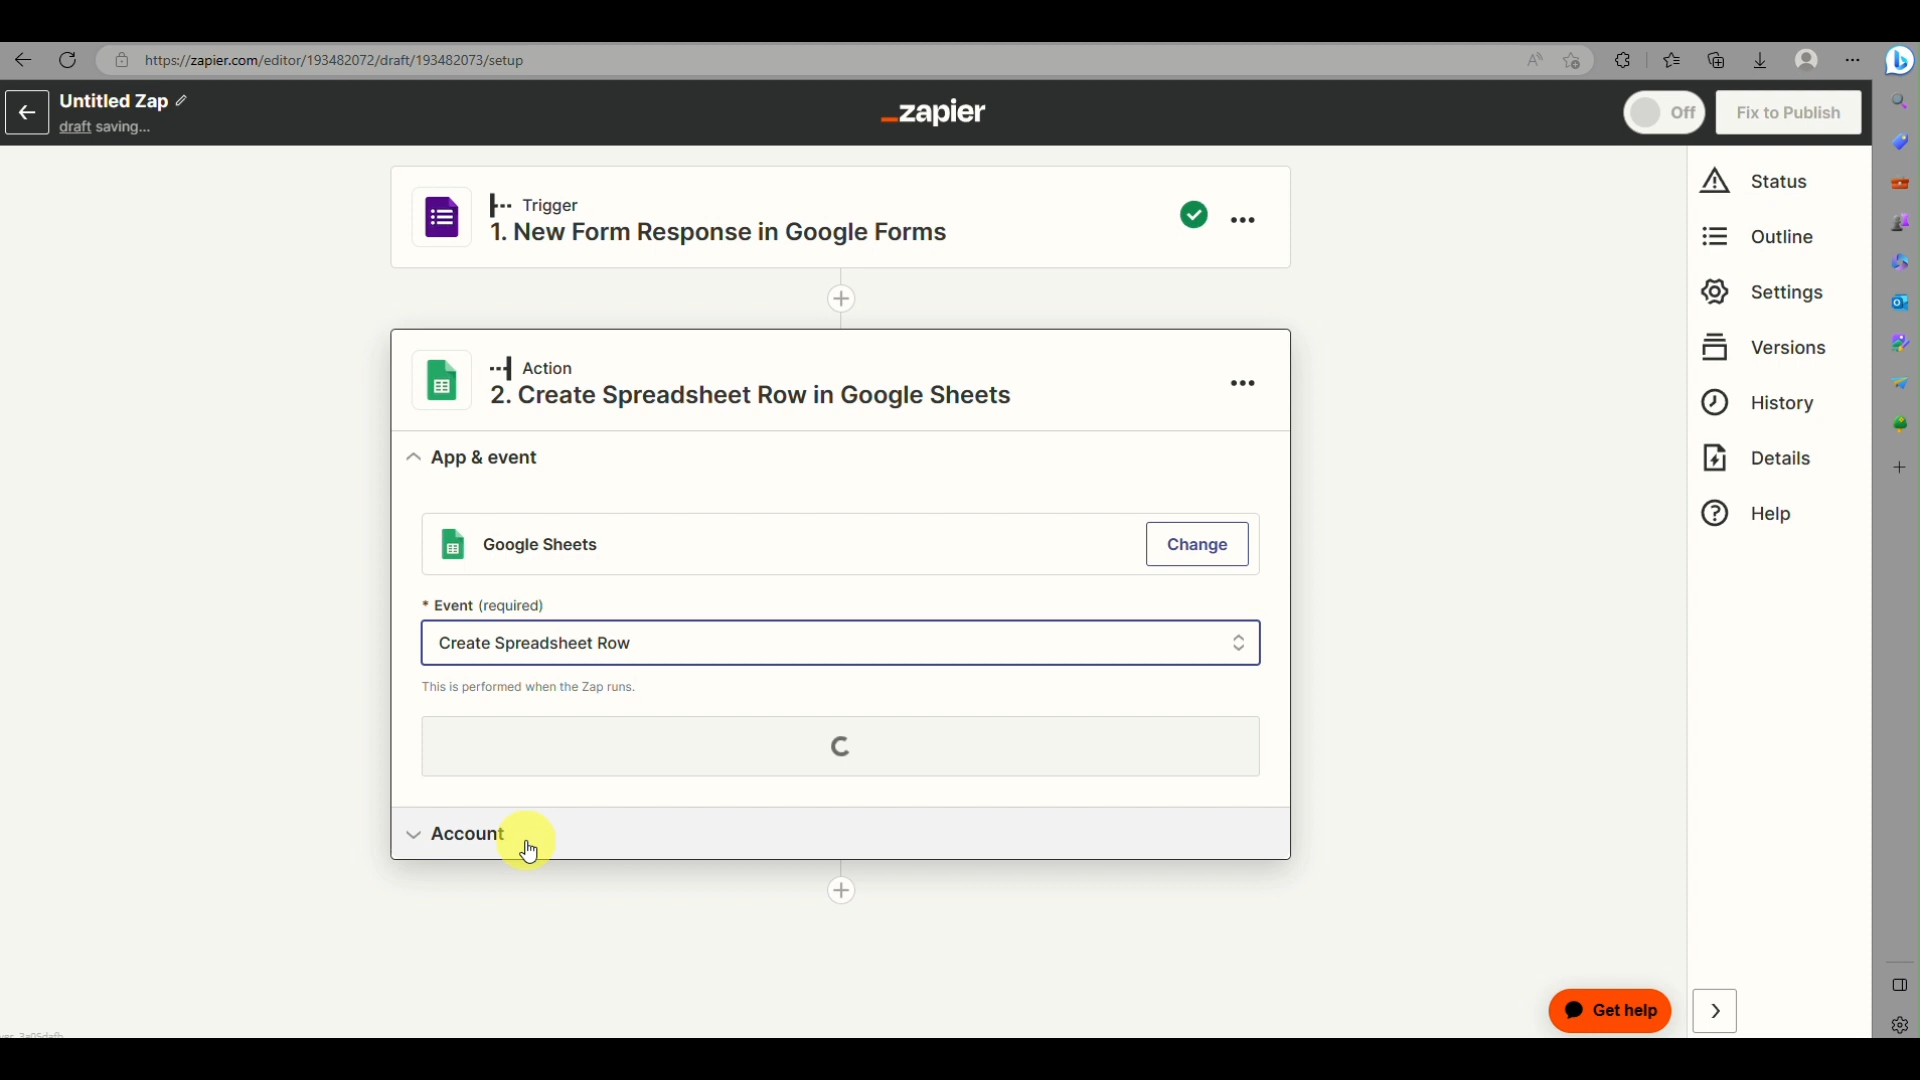 https://zapier.com/editor/193482072/draft/193482073/setup
Untitled Zap
draft saving...
zapier
Off
Fix to Publish
Trigger
1. New Form Response in Google Forms
Action
2. Create Spreadsheet Row in Google Sheets
App & event
Google Sheets
Change
* Event (required)
Create Spreadsheet Row
This is performed when the Zap runs.
Account
Status
Outline
Settings
Versions
History
Details
Help
Get help